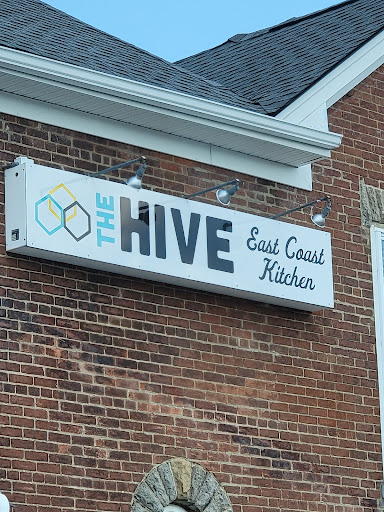 THE HIVE
East Coast
Kitchen